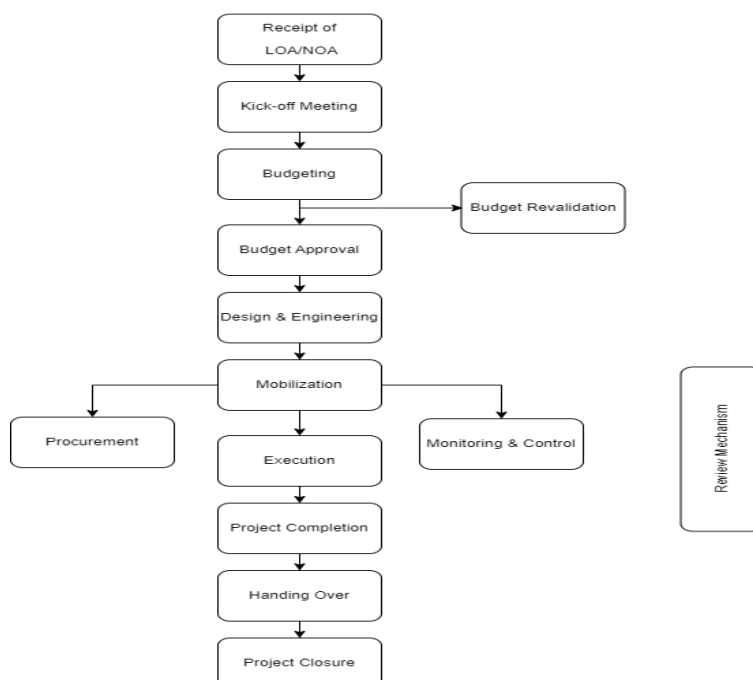 Receipt of
LOA/NOA
Kick-off Meeting
Budgeting
Budget Revalidation
Budget Approval
Design & Engineering
Mobilization
Procurement
Monitoring & Control
Execution
Review Mechanism
Project Completion
Handing Over
Project Closure